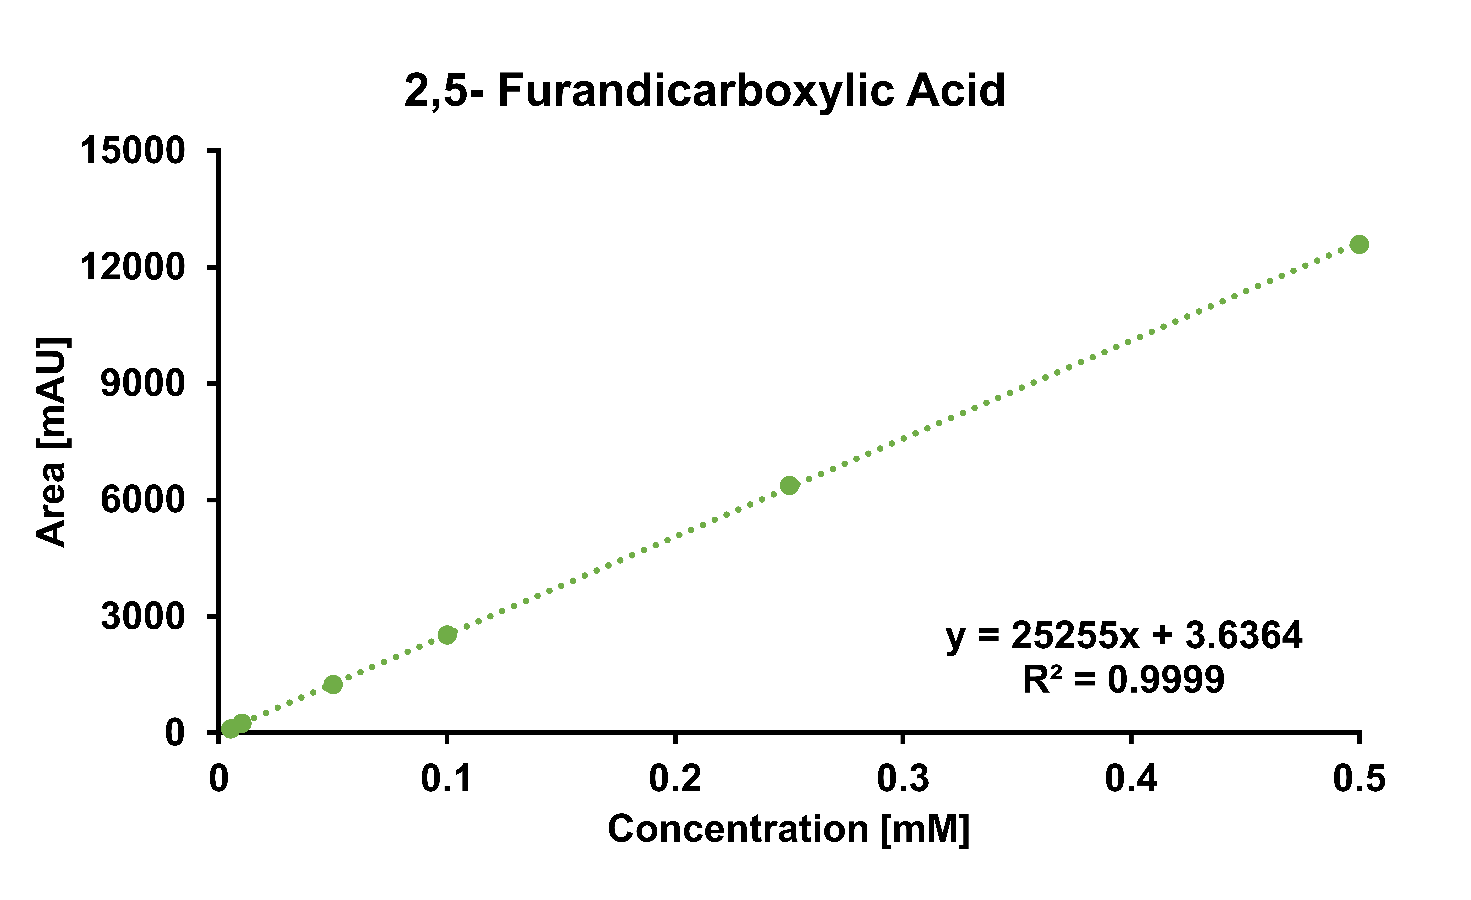 2,5- Furandicarboxylic Acid
15000
12000
9000
6000
3000
0
Area [mAU]
y = 25255x + 3.6364
R² = 0.9999
0 0.1 0.2 0.3 0.4 0.5
Concentration [mM]